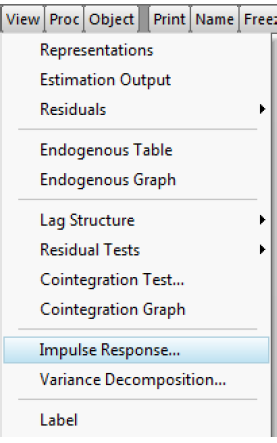 View Proc Object Print Name Freez
Representations
Estimation Output
Residuals
Endogenous Table
Endogenous Graph
Lag Structure
Residual Tests
Cointegration Test...
Cointegration Graph
Impulse Response...
Variance Decomposition...
Label